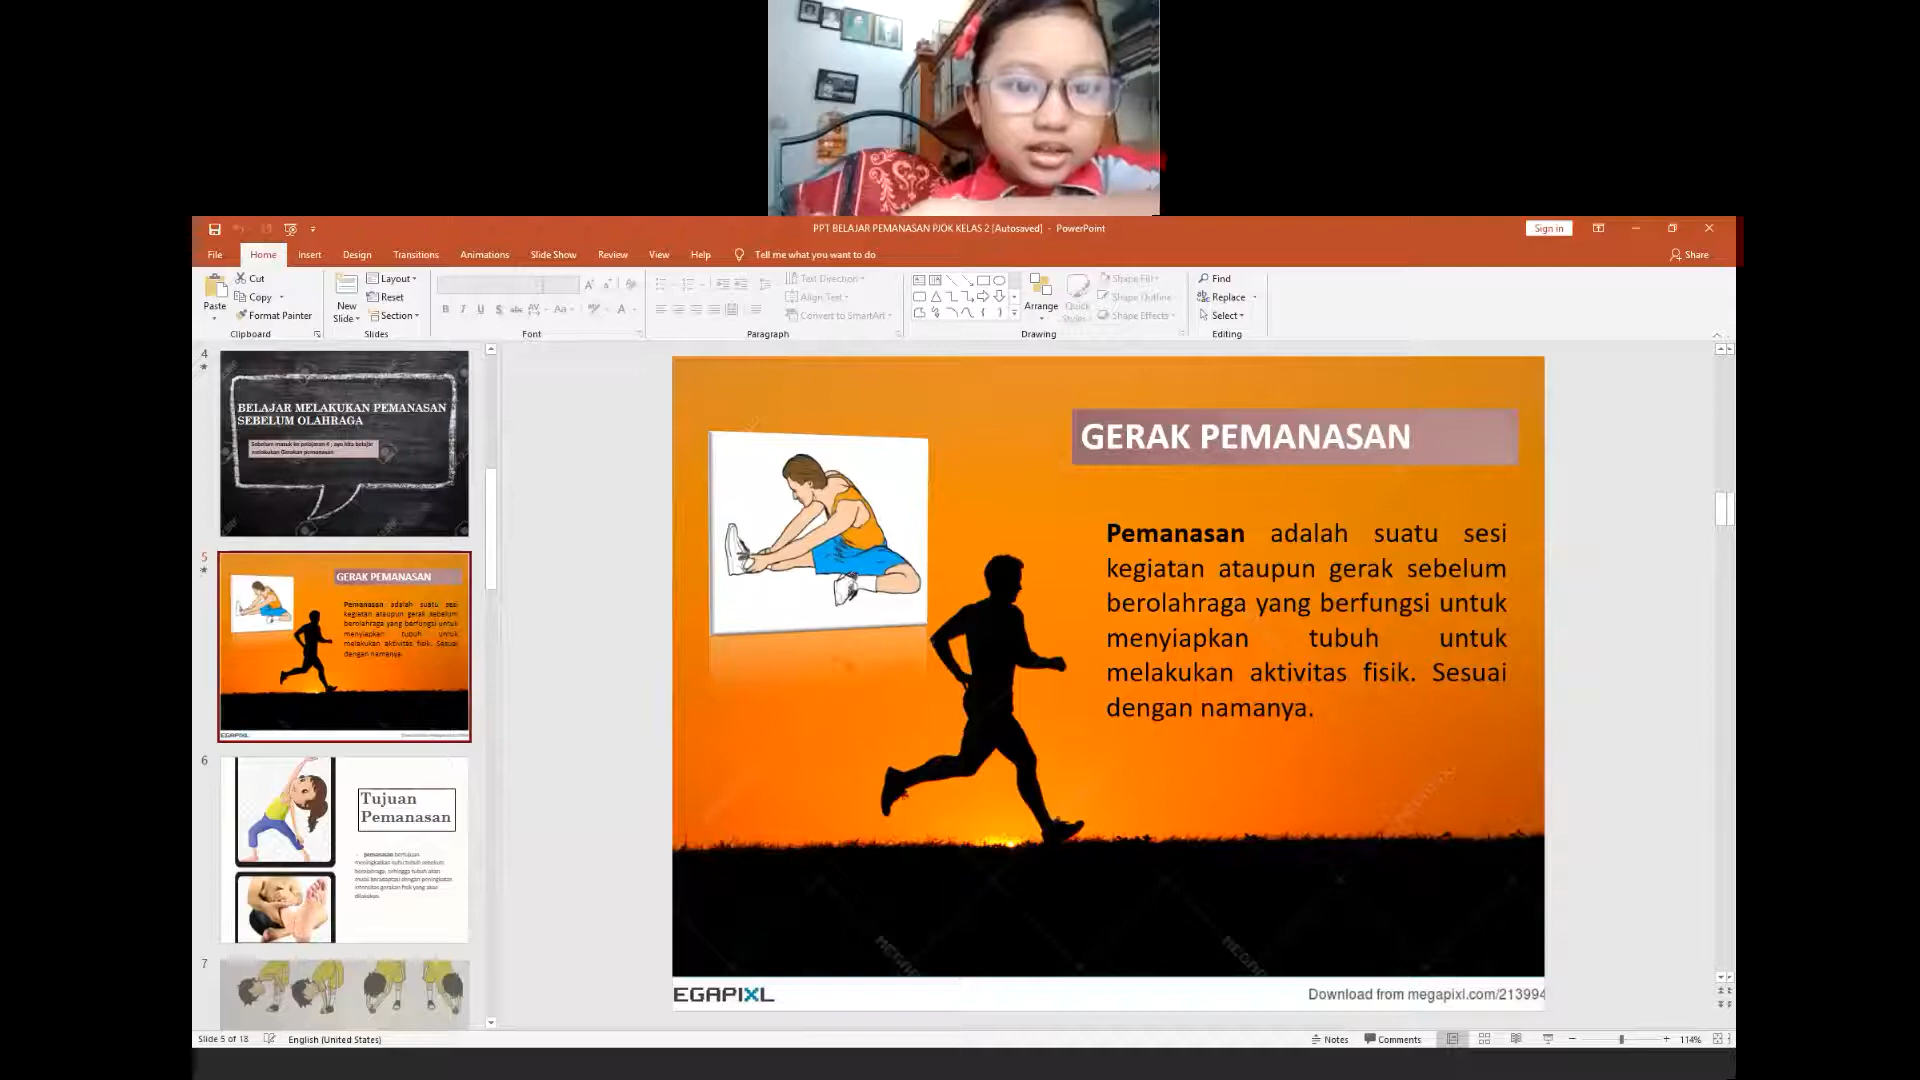 PPT BELAJAR PEMANASAN PJOK KELAS 2 [Autosaved] - PowerPoint
Sign in
File Home Insert Design Transitions Animations Slide Show Review View Help Tell me what you want to do
Share
Paste
Cut
Copy
Format Painter
Clipboard
New
Slide
Layout
Reset
Section
Slides
Font
Text Direction
Align Text
Convert to SmartArt
Paragraph
Arrange
Quick
Styles
Shape Fill
Shape Outline
Shape Effects
Drawing
Find
Replace
Select
Editing
4
BELAJAR MELAKUKAN PEMANASAN
SEBELUM OLAHRAGA
Sebelum masuk ke pelajaran 4 , ayo kita belajar
melakukan Gerakan pemanasan
5
GERAK PEMANASAN
Pemanasan adalah suatu sesi
kegiatan ataupun gerak sebelum
berolahraga yang berfungsi untuk
menyiapkan tubuh untuk
melakukan aktivitas fisik. Sesuai
dengan namanya.
EGAPIXL
6
Tujuan
Pemanasan
pemanasan bertujuan
meningkatkan suhu tubuh sebelum
berolahraga, sehingga tubuh akan
mulai beradaptasi dengan peningkatan
intensitas gerakan fisik yang akan
dilakukan.
7
GERAK PEMANASAN
Pemanasan adalah suatu sesi
kegiatan ataupun gerak sebelum
berolahraga yang berfungsi untuk
menyiapkan tubuh untuk
melakukan aktivitas fisik. Sesuai
dengan namanya.
EGAPIXL
Download from megapixl.com/213994
Slide 5 of 18
English (United States)
Notes
Comments
114%